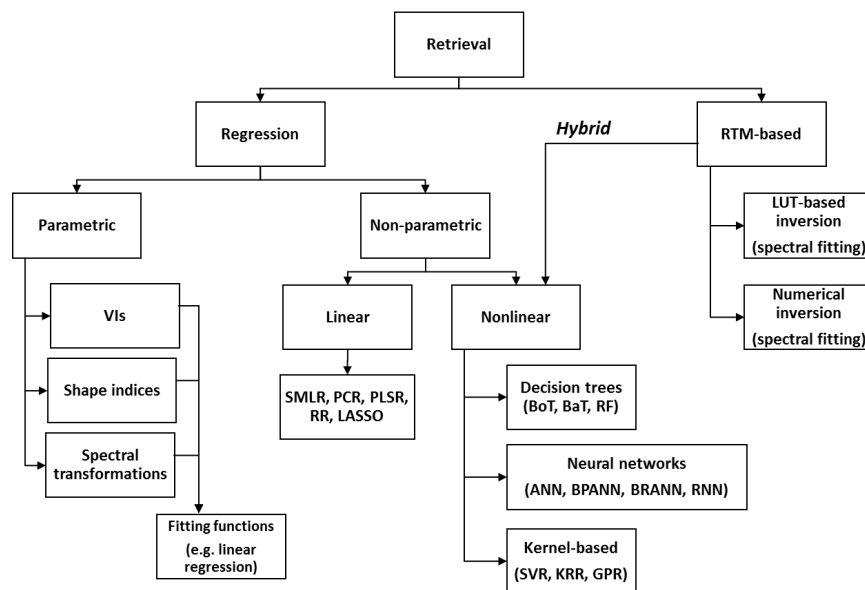 Retrieval
Regression
Hybrid
RTM-based
Parametric
Non-parametric
LUT-based
inversion
(spectral fitting)
VIs
Linear
Nonlinear
Numerical
inversion
(spectral fitting)
Shape indices
SMLR, PCR, PLSR,
RR, LASSO
Decision trees
(BoT, BaT, RF)
Spectral
transformations
Neural networks
(ANN, BPANN, BRANN, RNN)
Fitting functions
(e.g. linear
regression)
Kernel-based
(SVR, KRR, GPR)